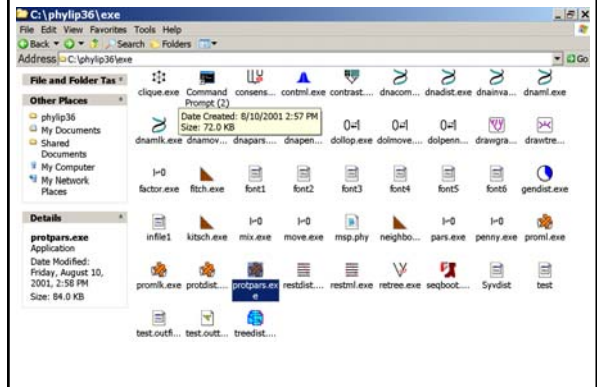 C:\phylip36\exe
File Edit View Favorites Tools Help
Back Search Folders
Address C:\phylip36\exe Go
File and Folder Tas
Other Places
phylip36
My Documents
Shared Documents
My Computer
My Network Places
Details
protpars.exe
Application
Date Modified: Friday, August 10, 2001, 2:58 PM
Size: 84.0 KB
clique.exe Command Prompt (2) consens... contml.exe contrast.... dnacom... dnadist.exe dnainva... dnaml.exe
Date Created: 8/10/2001 2:57 PM
Size: 72.0 KB
dnamlk.exe dnamov... dnapars.... dnapen... dollop.exe dolmove.... dolpenn... drawgra... drawtre...
factor.exe fitch.exe font1 font2 font3 font4 font5 font6 gendist.exe
infile1 kitsch.exe mix.exe move.exe msp.phy neighbo... pars.exe penny.exe proml.exe
promlk.exe protdist.... protpars.exe restdist.... restml.exe retree.exe seqboot.... Syvdist test
test.outfi... test.outt... treedist....